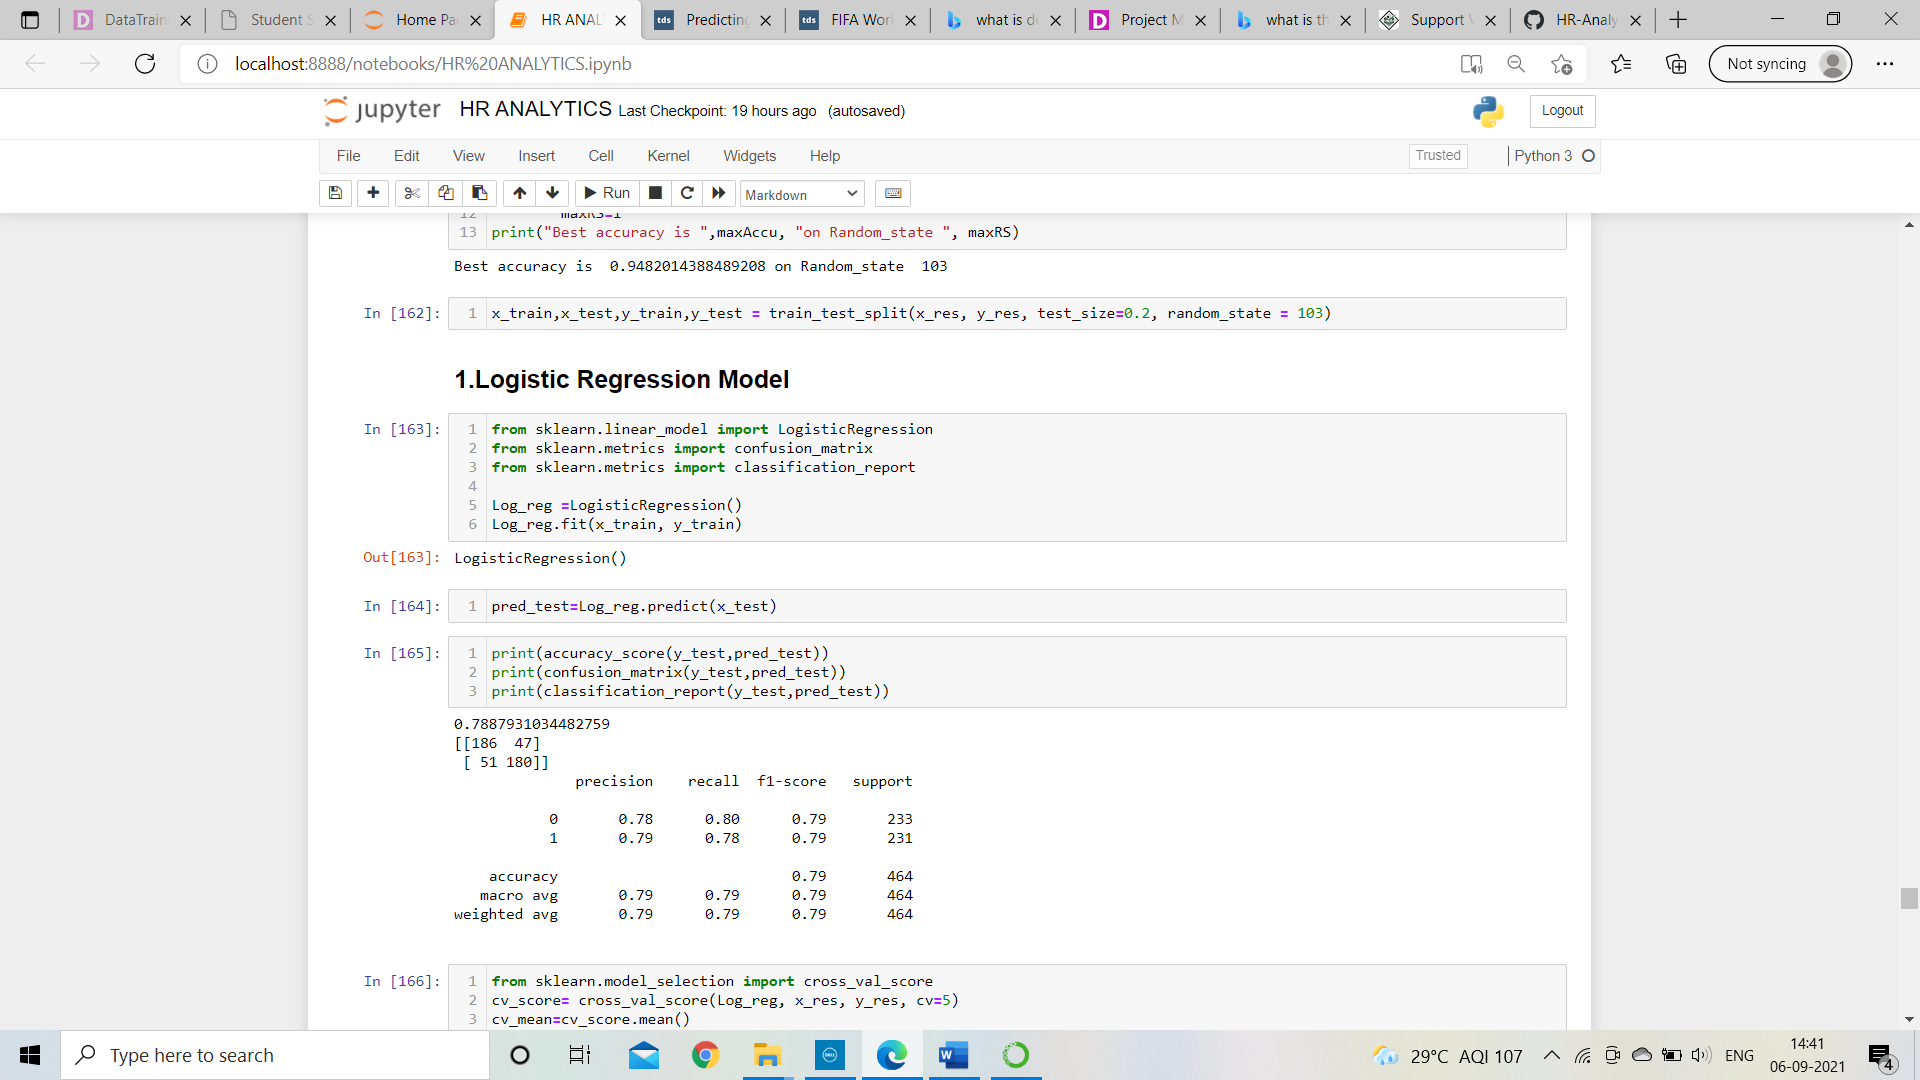 DataTrain
Student S
Home Pa
HR ANAL
tds Predicting
tds FIFA Worl
what is d
D Project M
what is th
Support V
HR-Analy
localhost:8888/notebooks/HR%20ANALYTICS.ipynb
Not syncing
jupyter HR ANALYTICS Last Checkpoint: 19 hours ago (autosaved)
Logout
File Edit View Insert Cell Kernel Widgets Help
Trusted
Python 3
Run
Markdown
12 maxRS=i
13 print("Best accuracy is ",maxAccu, "on Random_state ", maxRS)
Best accuracy is  0.9482014388489208 on Random_state  103
In [162]: 1 x_train,x_test,y_train,y_test = train_test_split(x_res, y_res, test_size=0.2, random_state = 103)
1.Logistic Regression Model
In [163]: 1 from sklearn.linear_model import LogisticRegression
2 from sklearn.metrics import confusion_matrix
3 from sklearn.metrics import classification_report
4
5 Log_reg =LogisticRegression()
6 Log_reg.fit(x_train, y_train)
Out[163]: LogisticRegression()
In [164]: 1 pred_test=Log_reg.predict(x_test)
In [165]: 1 print(accuracy_score(y_test,pred_test))
2 print(confusion_matrix(y_test,pred_test))
3 print(classification_report(y_test,pred_test))
0.7887931034482759
[[186  47]
[ 51 180]]
precision recall f1-score support
0 0.78 0.80 0.79 233
1 0.79 0.78 0.79 231
accuracy 0.79 464
macro avg 0.79 0.79 0.79 464
weighted avg 0.79 0.79 0.79 464
In [166]: 1 from sklearn.model_selection import cross_val_score
2 cv_score= cross_val_score(Log_reg, x_res, y_res, cv=5)
3 cv_mean=cv_score.mean()
Type here to search
DELL
W
29°C AQI 107
ENG
14:41
06-09-2021
4